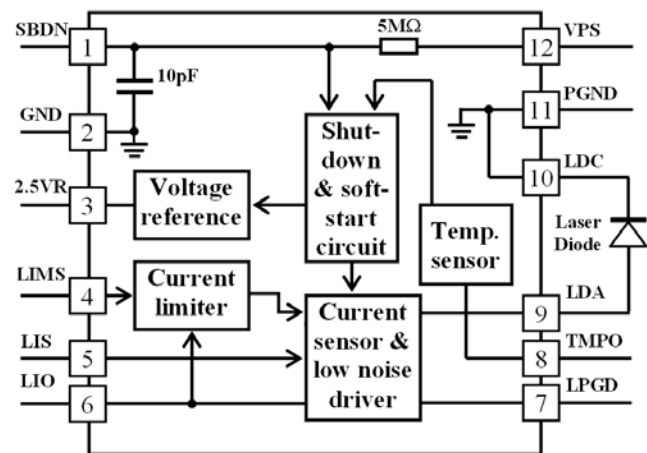 SBDN
1
5MΩ
12
VPS
10pF
GND
2
11
PGND
Shut-
down
& soft-
start
circuit
10
LDC
2.5VR
3
Voltage
reference
Laser
Diode
Temp.
sensor
LIMS
4
Current
limiter
9
LDA
Current
sensor &
low noise
driver
LIS
5
8
TMPO
LIO
6
7
LPGD